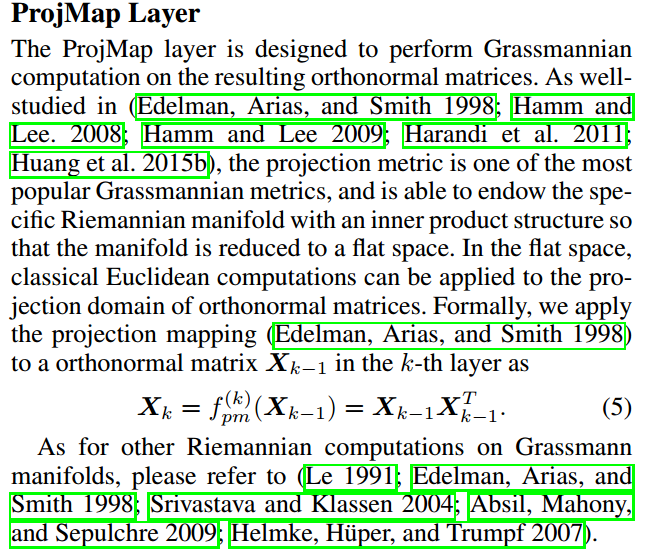 ProjMap Layer
The ProjMap layer is designed to perform Grassmannian
computation on the resulting orthonormal matrices. As well-
studied in (Edelman, Arias, and Smith 1998; Hamm and
Lee. 2008; Hamm and Lee 2009; Harandi et al. 2011;
Huang et al. 2015b), the projection metric is one of the most
popular Grassmannian metrics, and is able to endow the spe-
cific Riemannian manifold with an inner product structure so
that the manifold is reduced to a flat space. In the flat space,
classical Euclidean computations can be applied to the pro-
jection domain of orthonormal matrices. Formally, we apply
the projection mapping (Edelman, Arias, and Smith 1998)
to a orthonormal matrix $\boldsymbol{X}_{k-1}$ in the $k$-th layer as
$\boldsymbol{X}_k = f_{pm}^{(k)}(\boldsymbol{X}_{k-1}) = \boldsymbol{X}_{k-1}\boldsymbol{X}_{k-1}^T.$ (5)
As for other Riemannian computations on Grassmann
manifolds, please refer to (Le 1991; Edelman, Arias, and
Smith 1998; Srivastava and Klassen 2004; Absil, Mahony,
and Sepulchre 2009; Helmke, Hüper, and Trumpf 2007).